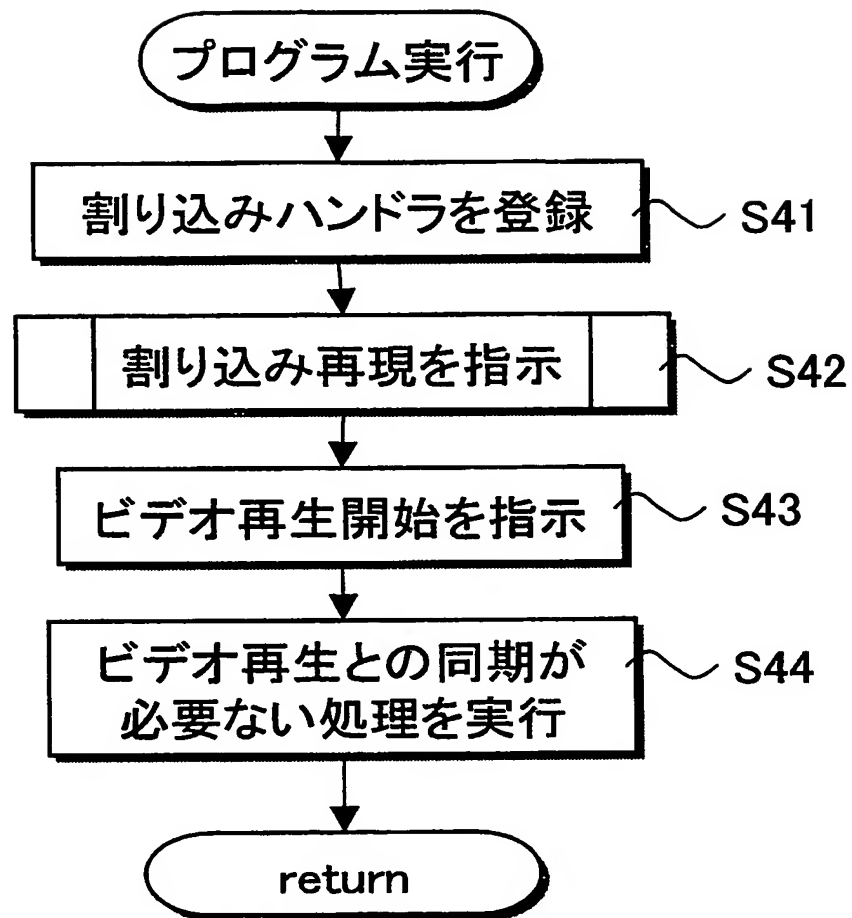 プログラム実行
割り込みハンドラを登録
S41
割り込み再現を指示
S42
ビデオ再生開始を指示
S43
ビデオ再生との同期が
必要ない処理を実行
S44
return